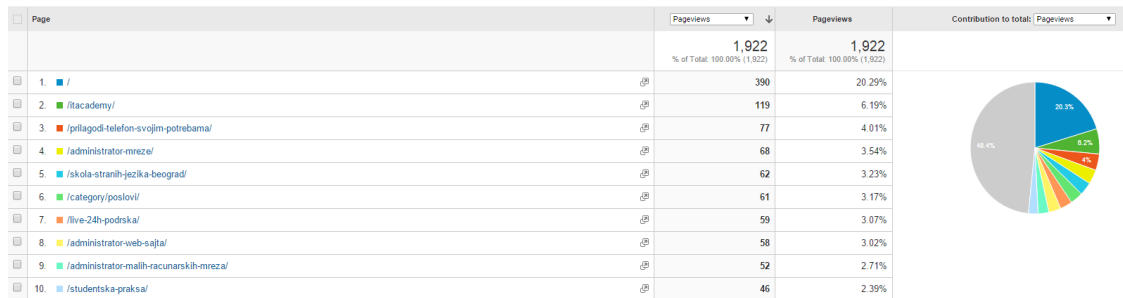 Page Pageviews Pageviews Contribution to total: Pageviews
1,922 1,922
% of Total: 100.00% (1,922) % of Total: 100.00% (1,922)
1. / 390 20.29%
2. /itacademy/ 119 6.19%
3. /prilagodi-telefon-svojim-potrebama/ 77 4.01%
4. /administrator-mreze/ 68 3.54%
5. /skola-stranih-jezika-beograd/ 62 3.23%
6. /category/poslovi/ 61 3.17%
7. /live-24h-podrska/ 59 3.07%
8. /administrator-web-sajta/ 58 3.02%
9. /administrator-malih-racunarskih-mreza/ 52 2.71%
10. /studentska-praksa/ 46 2.39%
20.3%
6.2%
4%
48.4%